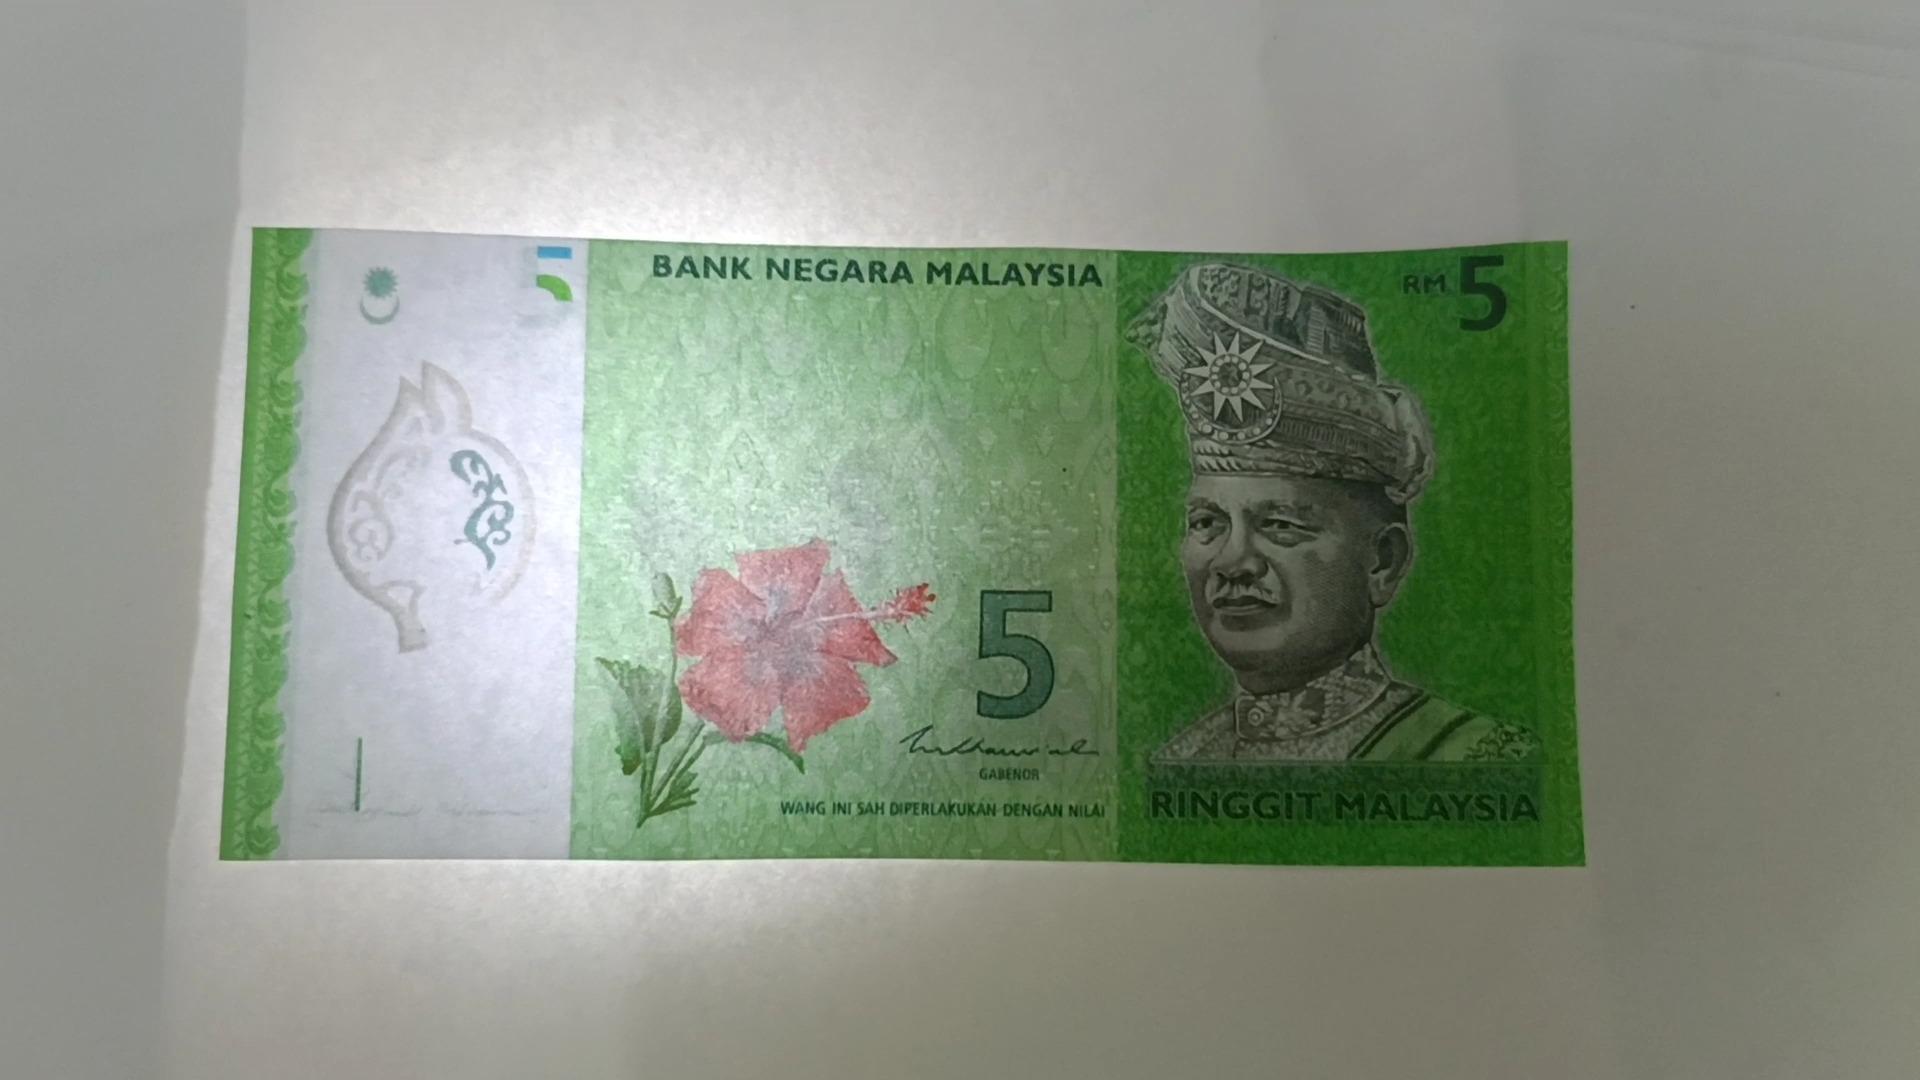 BANK NEGARA MALAYSIA
RM 5
5
GABENOR
WANG INI SAH DIPERLAKUKAN DENGAN NILAI
RINGGIT MALAYSIA